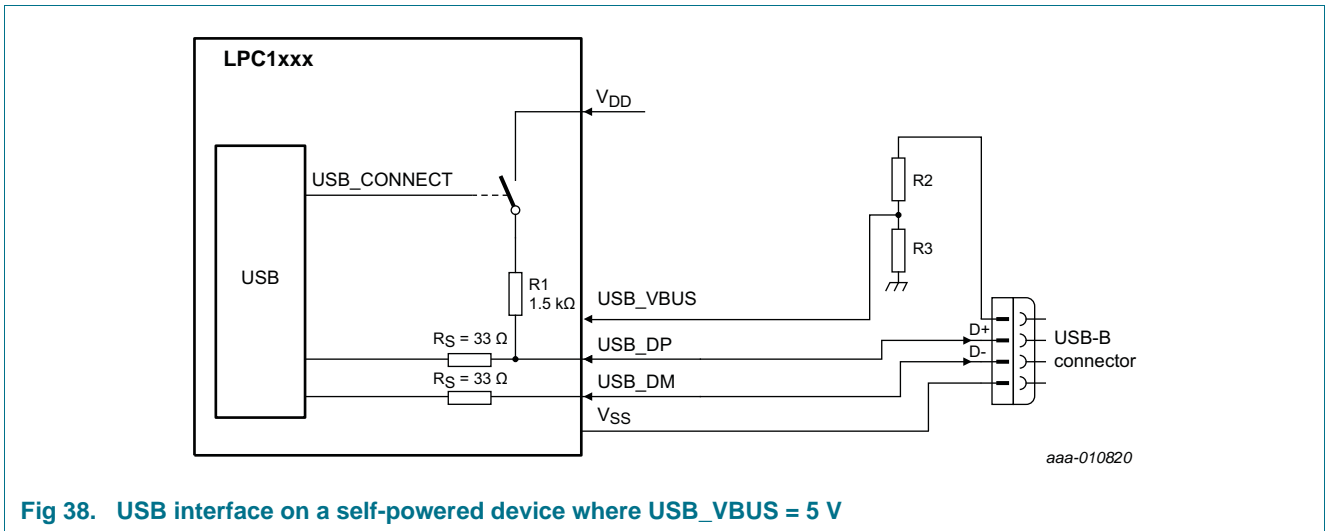 LPC1xxx
VDD
USB_CONNECT
R2
R3
USB
R1
1.5 kΩ
USB_VBUS
D+
USB-B
connector
RS = 33 Ω
USB_DP
D-
RS = 33 Ω
USB_DM
VSS
aaa-010820
Fig 38. USB interface on a self-powered device where USB_VBUS = 5 V